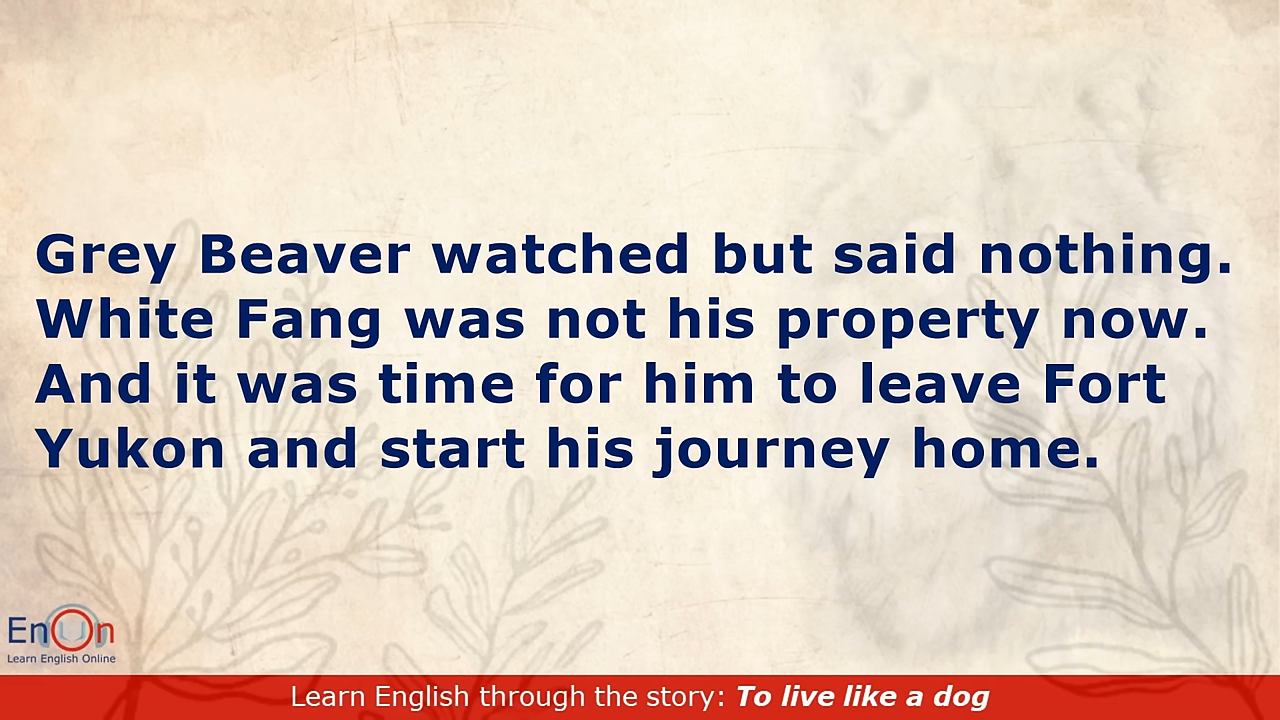 Grey Beaver watched but said nothing.
White Fang was not his property now.
And it was time for him to leave Fort
Yukon and start his journey home.
EnOn
Learn English Online
Learn English through the story: To live like a dog